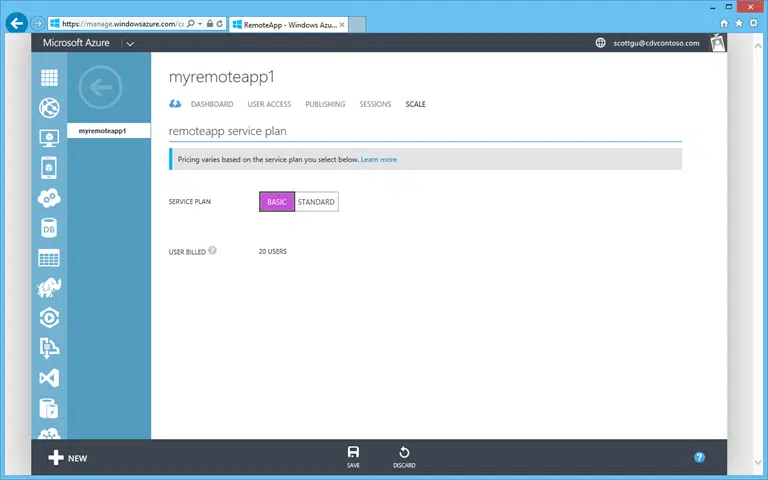 https://manage.windowsazure.com/
RemoteApp - Windows Azu...
Microsoft Azure
scottgu@cdvcontoso.com
myremoteapp1
myremoteapp1
DASHBOARD USER ACCESS PUBLISHING SESSIONS SCALE
remoteapp service plan
Pricing varies based on the service plan you select below. Learn more
SERVICE PLAN BASIC STANDARD
DB
USER BILLED ? 20 USERS
+ NEW SAVE DISCARD ?